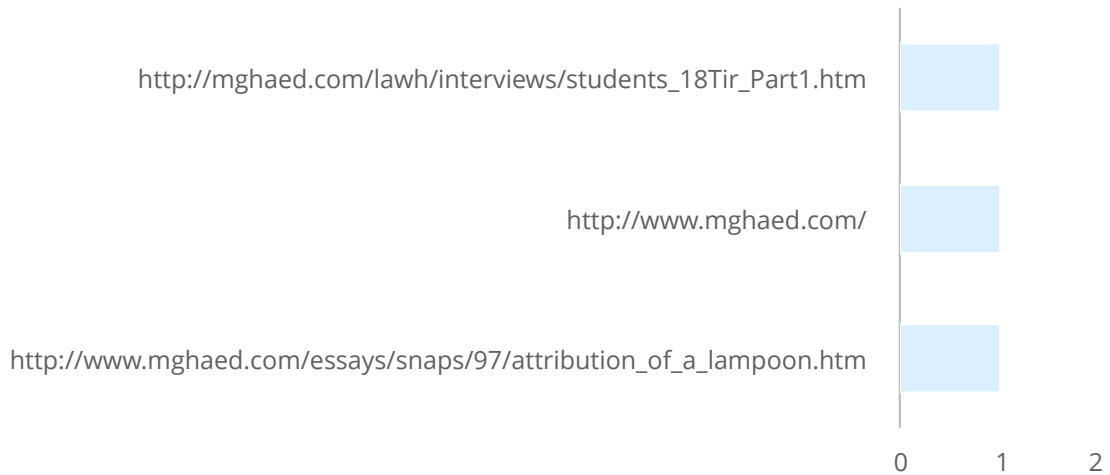 http://mghaed.com/lawh/interviews/students_18Tir_Part1.htm
http://www.mghaed.com/
http://www.mghaed.com/essays/snaps/97/attribution_of_a_lampoon.htm
0 1 2